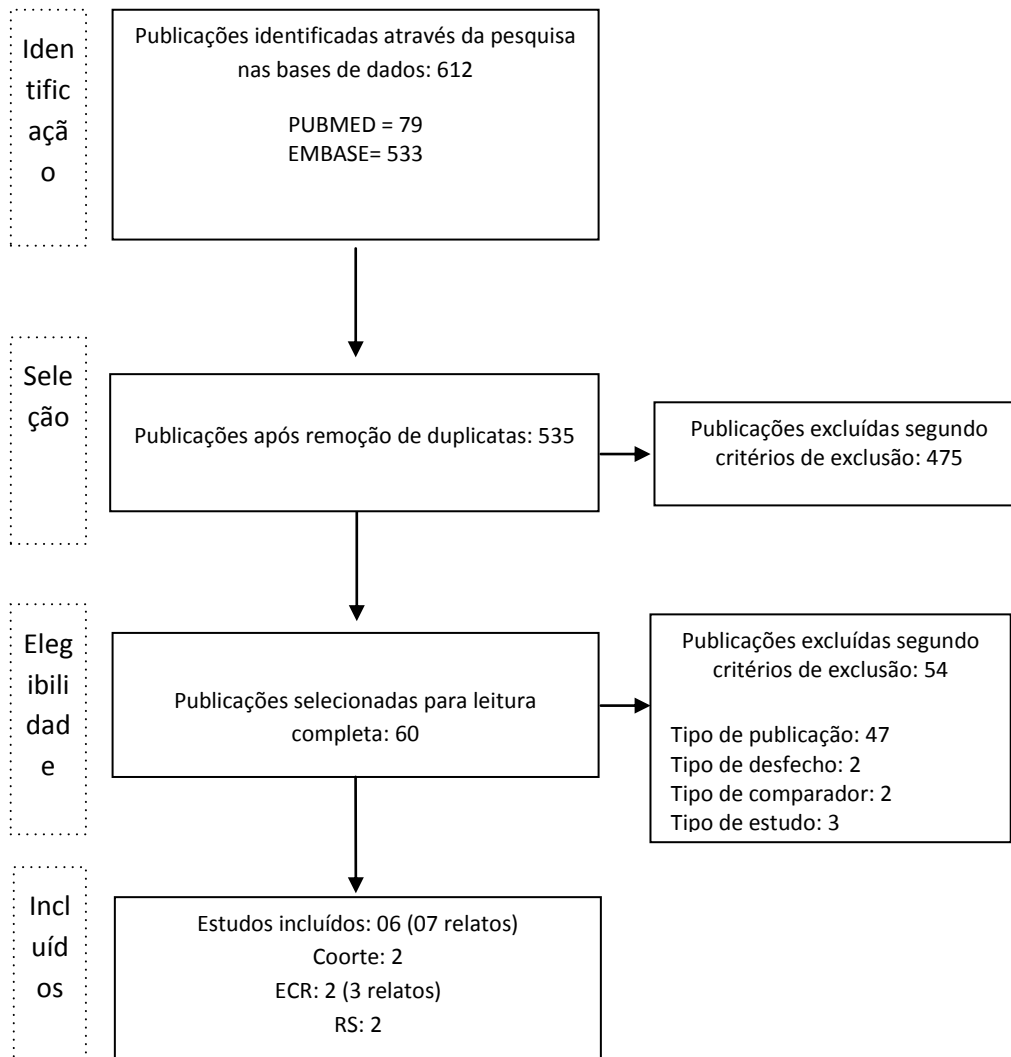 Iden
tific
açã
o
Publicações identificadas através da pesquisa
nas bases de dados: 612
PUBMED = 79
EMBASE= 533
Sele
ção
Publicações após remoção de duplicatas: 535
Publicações excluídas segundo
critérios de exclusão: 475
Eleg
ibili
dad
e
Publicações selecionadas para leitura
completa: 60
Publicações excluídas segundo
critérios de exclusão: 54
Tipo de publicação: 47
Tipo de desfecho: 2
Tipo de comparador: 2
Tipo de estudo: 3
Incl
uíd
os
Estudos incluídos: 06 (07 relatos)
Coorte: 2
ECR: 2 (3 relatos)
RS: 2